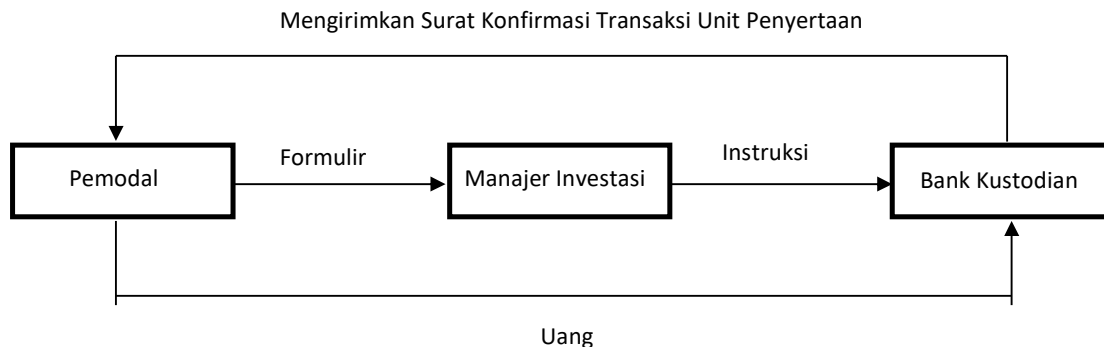 Mengirimkan Surat Konfirmasi Transaksi Unit Penyertaan
Formulir
Instruksi
Pemodal
Manajer Investasi
Bank Kustodian
Uang